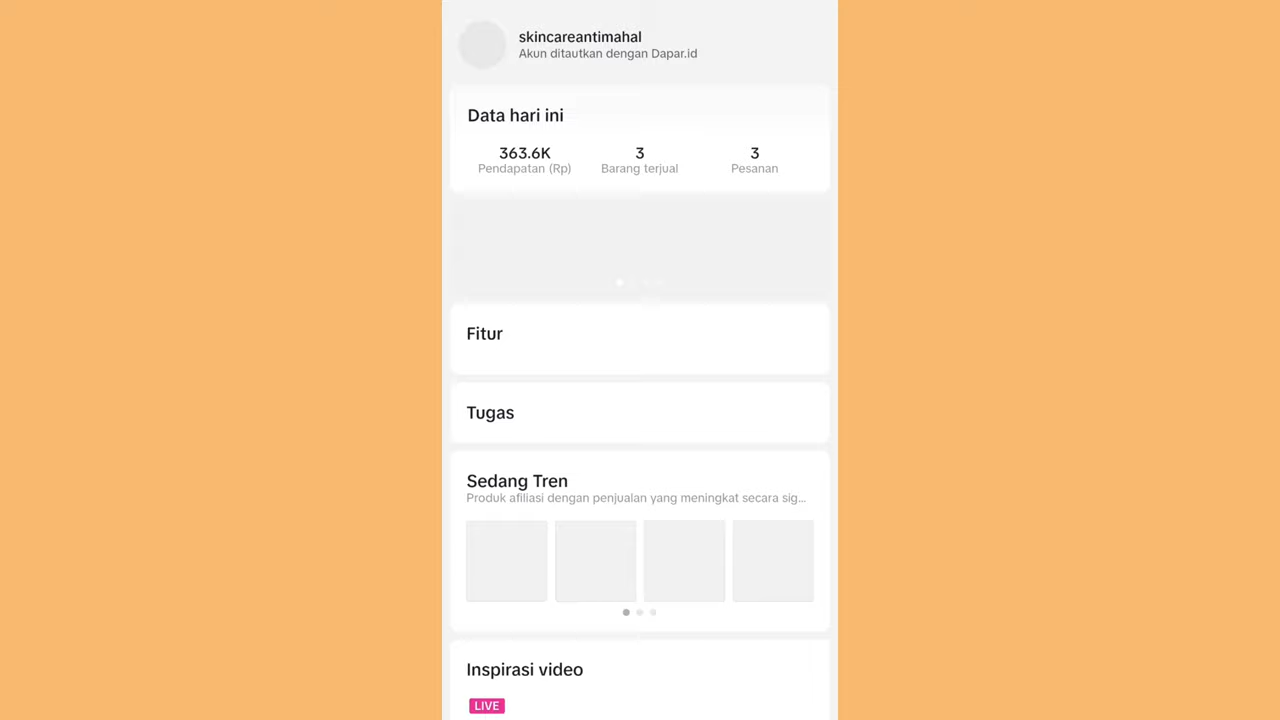 skincareantimahal
Akun ditautkan dengan Dapar.id
Data hari ini
363.6K
Pendapatan (Rp)
3
Barang terjual
3
Pesanan
Fitur
Tugas
Sedang Tren
Produk afiliasi dengan penjualan yang meningkat secara sig...
Inspirasi video
LIVE